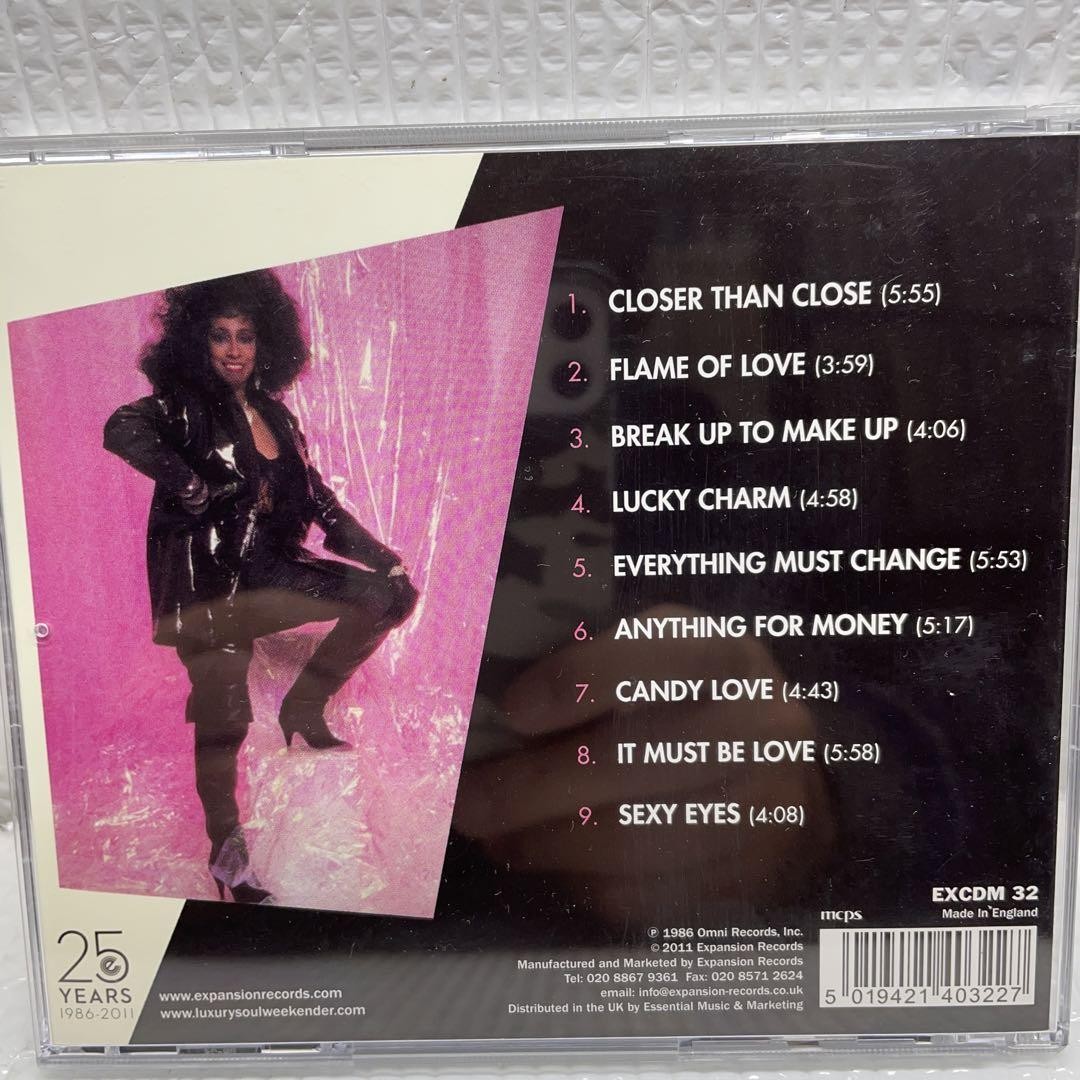 1. CLOSER THAN CLOSE (5:55)
2. FLAME OF LOVE (3:59)
3. BREAK UP TO MAKE UP (4:06)
4. LUCKY CHARM (4:58)
5. EVERYTHING MUST CHANGE (5:53)
6. ANYTHING FOR MONEY (5:17)
7. CANDY LOVE (4:43)
8. IT MUST BE LOVE (5:58)
9. SEXY EYES (4:08)
25 e
YEARS
1986-2011
www.expansionrecords.com
www.luxurysoulweekender.com
℗ 1986 Omni Records, Inc.
© 2011 Expansion Records
Manufactured and Marketed by Expansion Records
Tel: 020 8867 9361 Fax: 020 8571 2624
email: info@expansion-records.co.uk
Distributed in the UK by Essential Music & Marketing
mcps
EXCDM 32
Made In England
5 019421 403227